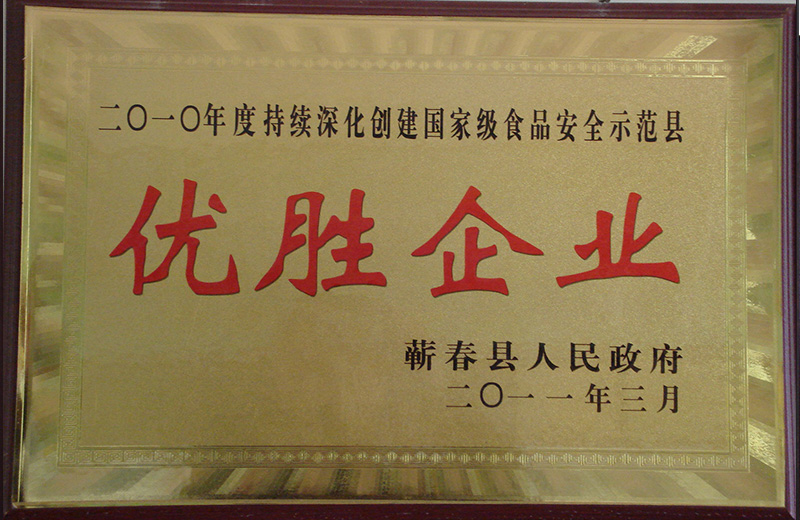 二〇一〇年度持续深化创建国家级食品安全示范县
优胜企业
蕲春县人民政府
二〇一一年三月